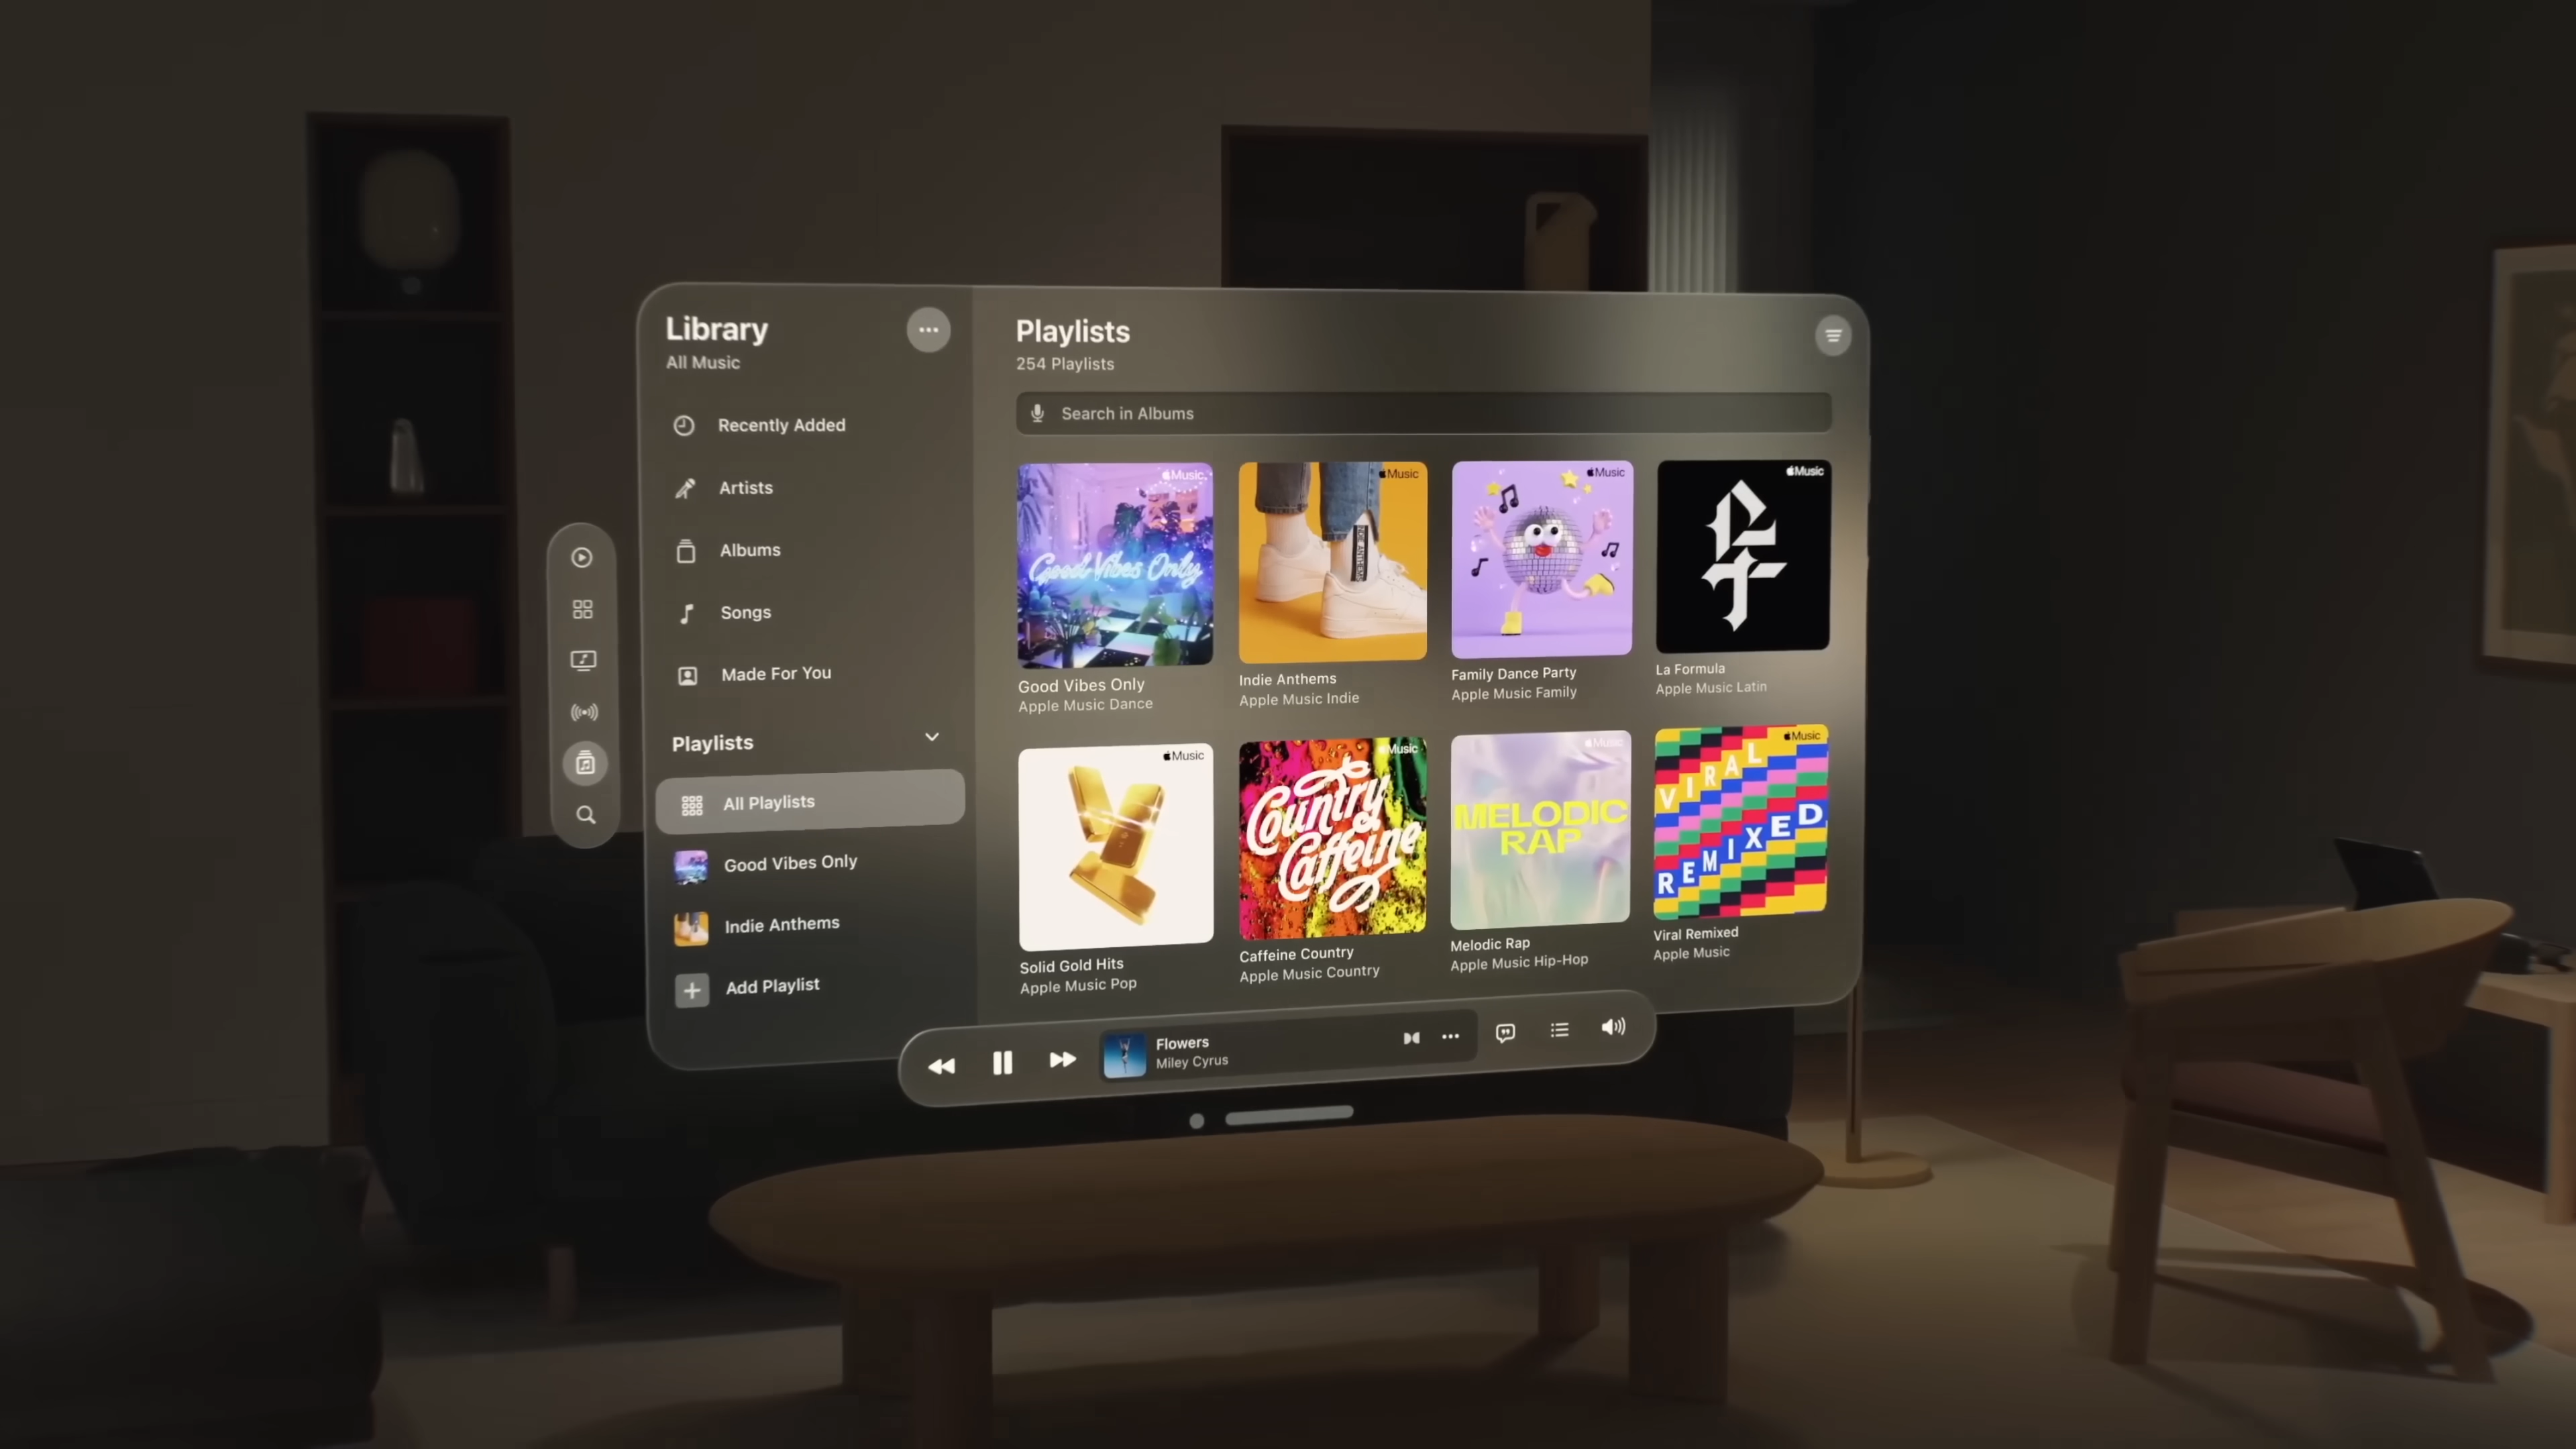 Library
All Music
Recently Added
Artists
Albums
Songs
Made For You
Playlists
All Playlists
Good Vibes Only
Indie Anthems
Add Playlist
Playlists
254 Playlists
Search in Albums
Music
Good Vibes Only
Good Vibes Only
Apple Music Dance
Music
Indie Anthems
Apple Music Indie
Music
Family Dance Party
Apple Music Family
Music
La Formula
Apple Music Latin
Music
Solid Gold Hits
Apple Music Pop
Music
Country
Caffeine
Caffeine Country
Apple Music Country
Music
MELODIC
RAP
Melodic Rap
Apple Music Hip-Hop
Music
VIRAL
REMIXED
Viral Remixed
Apple Music
Flowers
Miley Cyrus